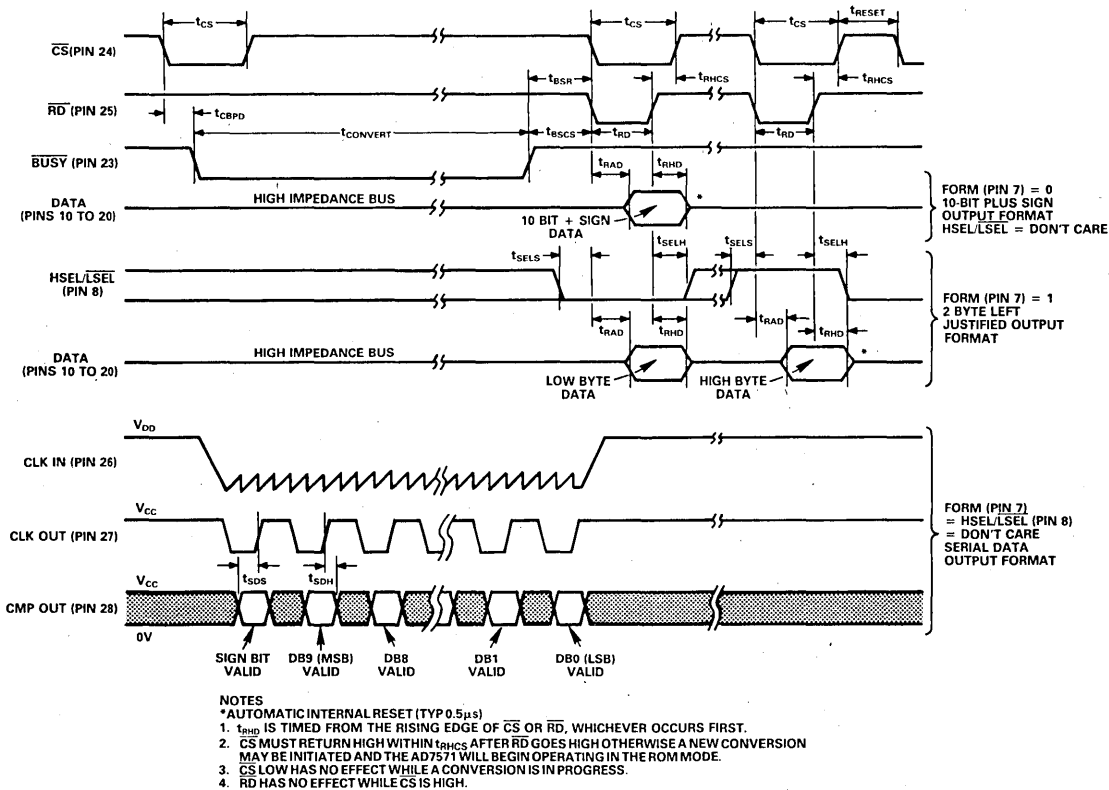 tCS
tCS
tCS
tRESET
CS(PIN 24)
tBSR
tRHCS
tRHCS
RD (PIN 25)
tCBPD
tCONVERT
tBSCS
tRD
tRD
BUSY (PIN 23)
tRAD
tRHD
DATA
(PINS 10 TO 20)
HIGH IMPEDANCE BUS
*
10 BIT + SIGN
DATA
FORM (PIN 7) = 0
10-BIT PLUS SIGN
OUTPUT FORMAT
HSEL/LSEL = DON'T CARE
tSELS
tSELH
tSELS
tSELH
HSEL/LSEL
(PIN 8)
tRAD
tRHD
tRAD
tRHD
DATA
(PINS 10 TO 20)
HIGH IMPEDANCE BUS
*
LOW BYTE
DATA
HIGH BYTE
DATA
FORM (PIN 7) = 1
2 BYTE LEFT
JUSTIFIED OUTPUT
FORMAT
VDD
CLK IN (PIN 26)
VCC
CLK OUT (PIN 27)
tSDS
tSDH
VCC
CMP OUT (PIN 28)
0V
SIGN BIT
VALID
DB9 (MSB)
VALID
DB8
VALID
DB1
VALID
DB0 (LSB)
VALID
FORM (PIN 7)
= HSEL/LSEL (PIN 8)
= DON'T CARE
SERIAL DATA
OUTPUT FORMAT
NOTES
*AUTOMATIC INTERNAL RESET (TYP 0.5µs)
1. tRHD IS TIMED FROM THE RISING EDGE OF CS OR RD, WHICHEVER OCCURS FIRST.
2. CS MUST RETURN HIGH WITHIN tRHCS AFTER RD GOES HIGH OTHERWISE A NEW CONVERSION
MAY BE INITIATED AND THE AD7571 WILL BEGIN OPERATING IN THE ROM MODE.
3. CS LOW HAS NO EFFECT WHILE A CONVERSION IS IN PROGRESS.
4. RD HAS NO EFFECT WHILE CS IS HIGH.